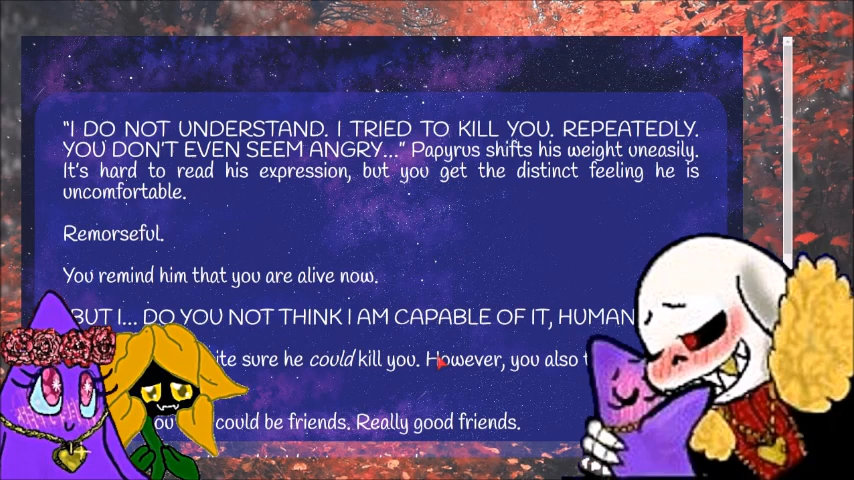 "I DO NOT UNDERSTAND. I TRIED TO KILL YOU. REPEATEDLY.
YOU DON'T EVEN SEEM ANGRY..." Papyrus shifts his weight uneasily.
It's hard to read his expression, but you get the distinct feeling he is
uncomfortable.
Remorseful.
You remind him that you are alive now.
BUT I... DO YOU NOT THINK I AM CAPABLE OF IT, HUMAN
sure he could kill you. However, you also
could be friends. Really good friends.